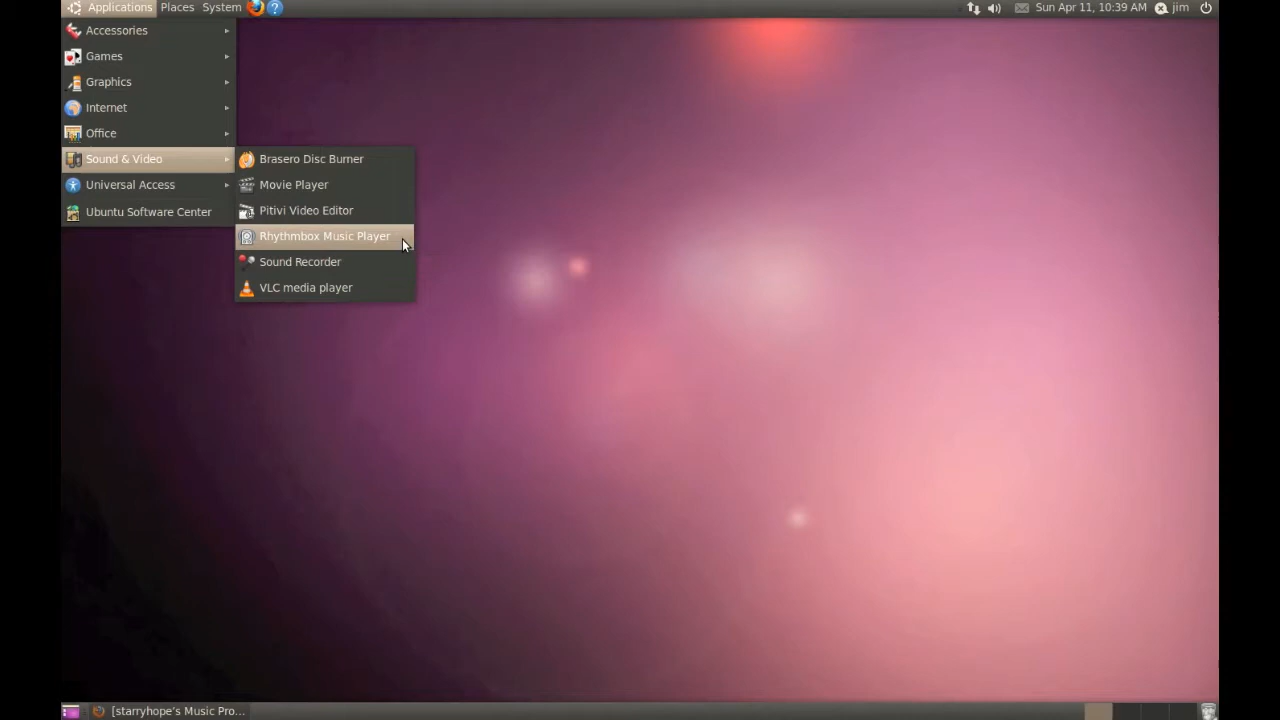 Applications Places System
Sun Apr 11, 10:39 AM jim
Accessories
Games
Graphics
Internet
Office
Sound & Video
Universal Access
Ubuntu Software Center
Brasero Disc Burner
Movie Player
Pitivi Video Editor
Rhythmbox Music Player
Sound Recorder
VLC media player
[starryhope's Music Pro...